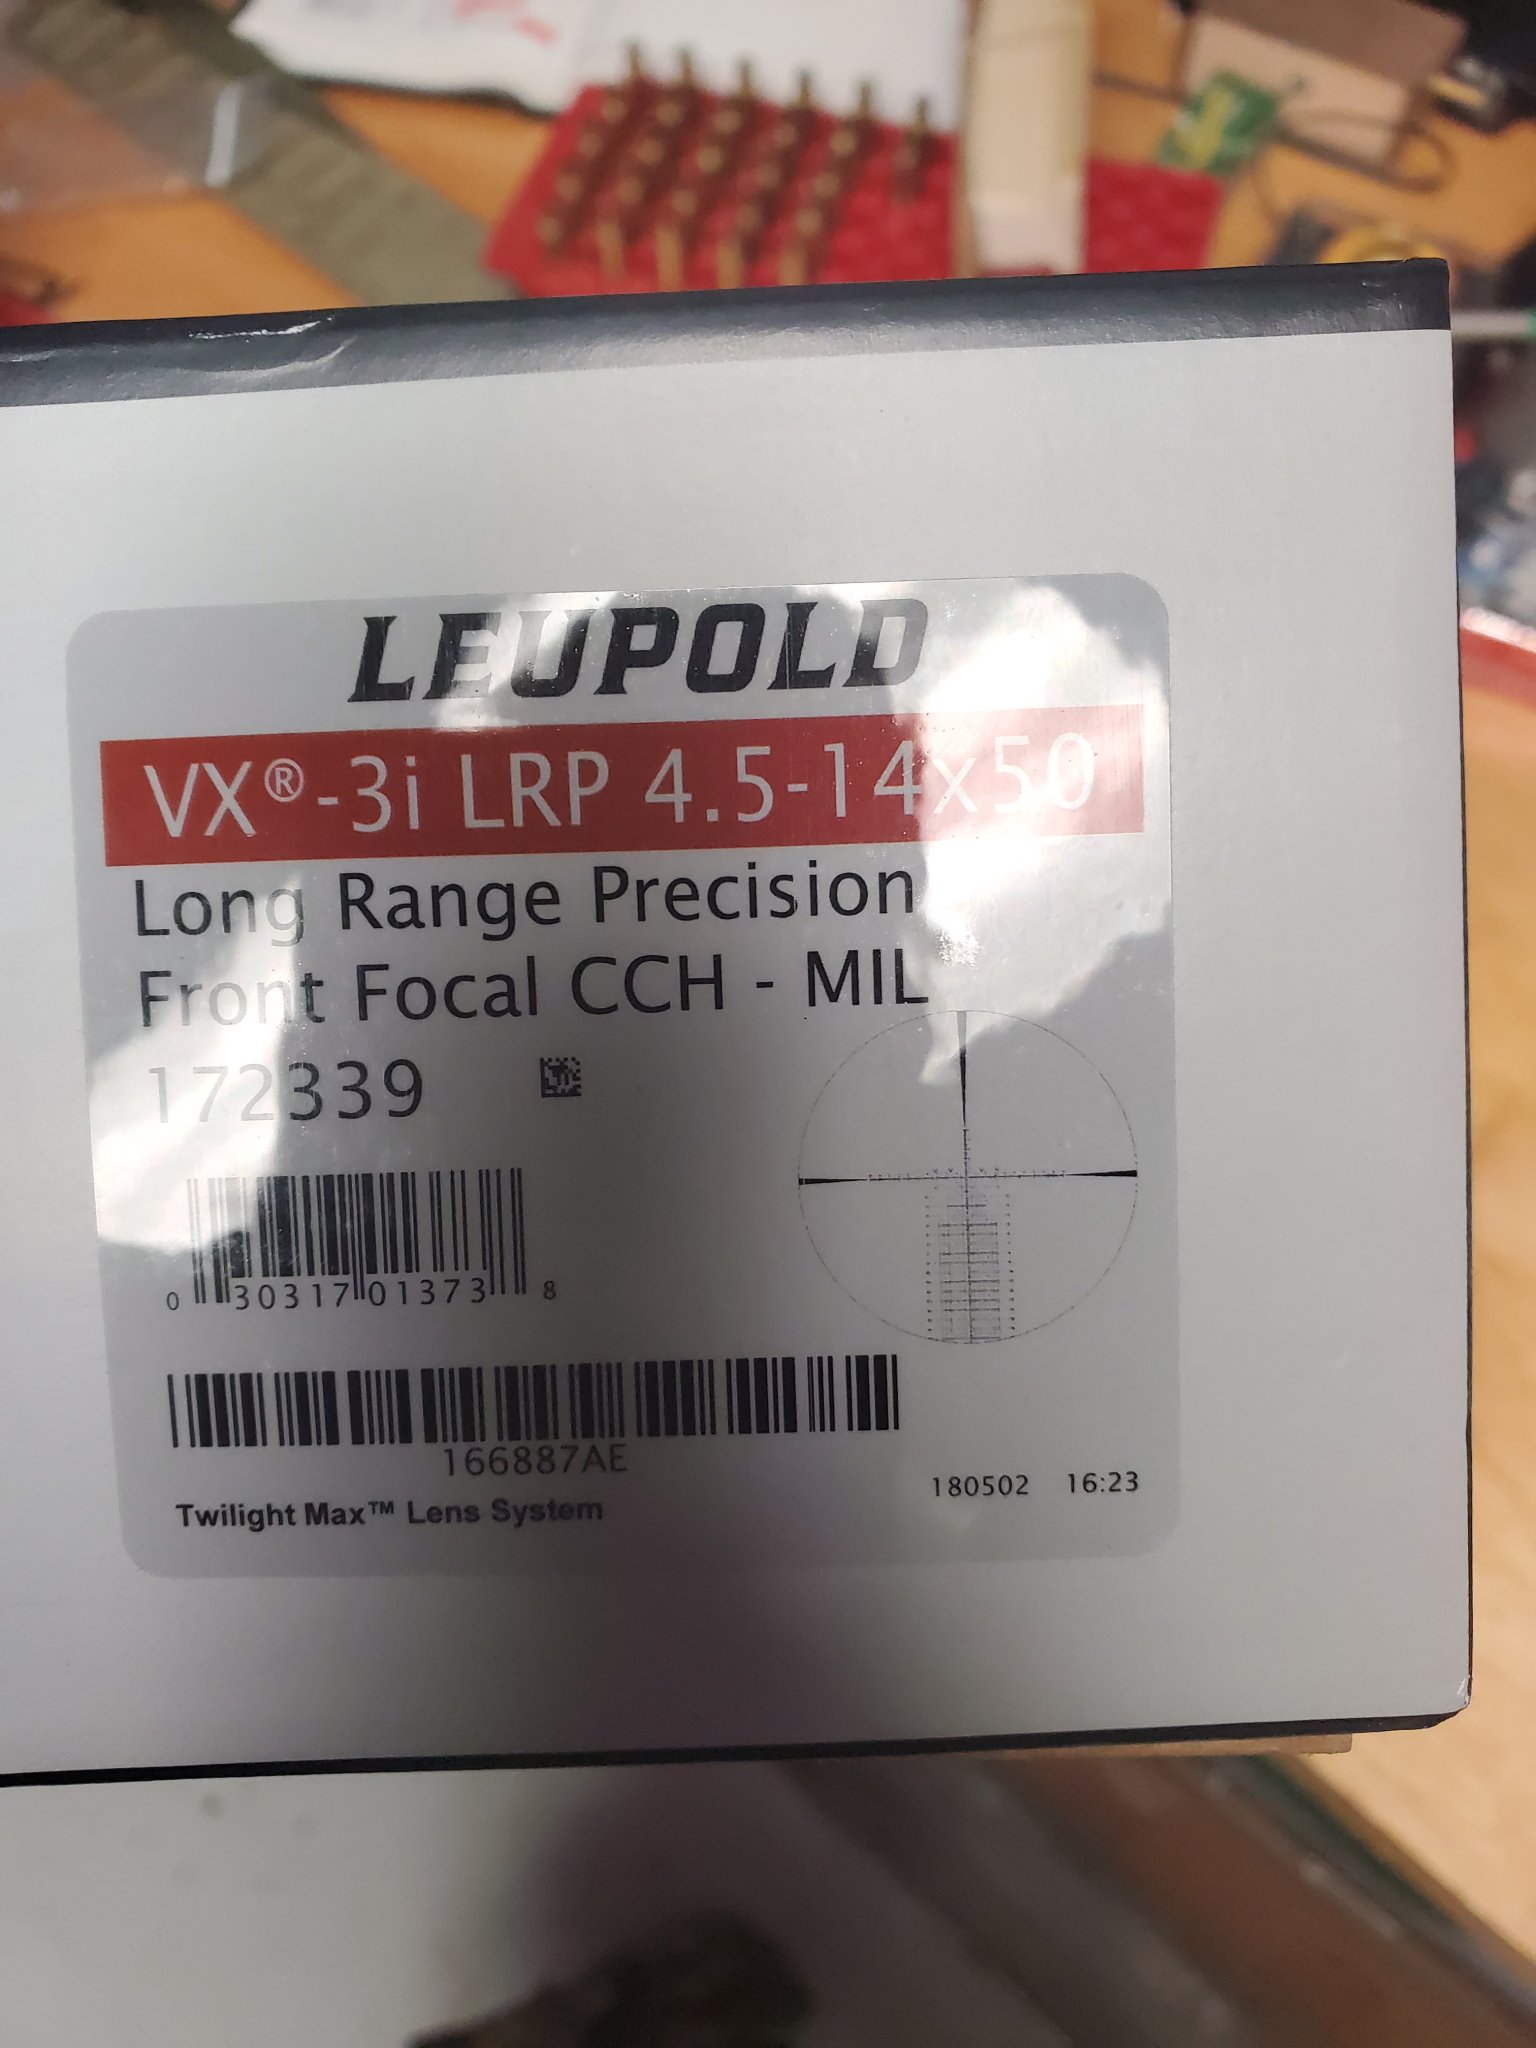 LEUPOLD
VX®-3i LRP 4.5-14x50
Long Range Precision
Front Focal CCH - MIL
172339
0 30317 01373 8
166887AE
180502 16:23
Twilight Max™ Lens System